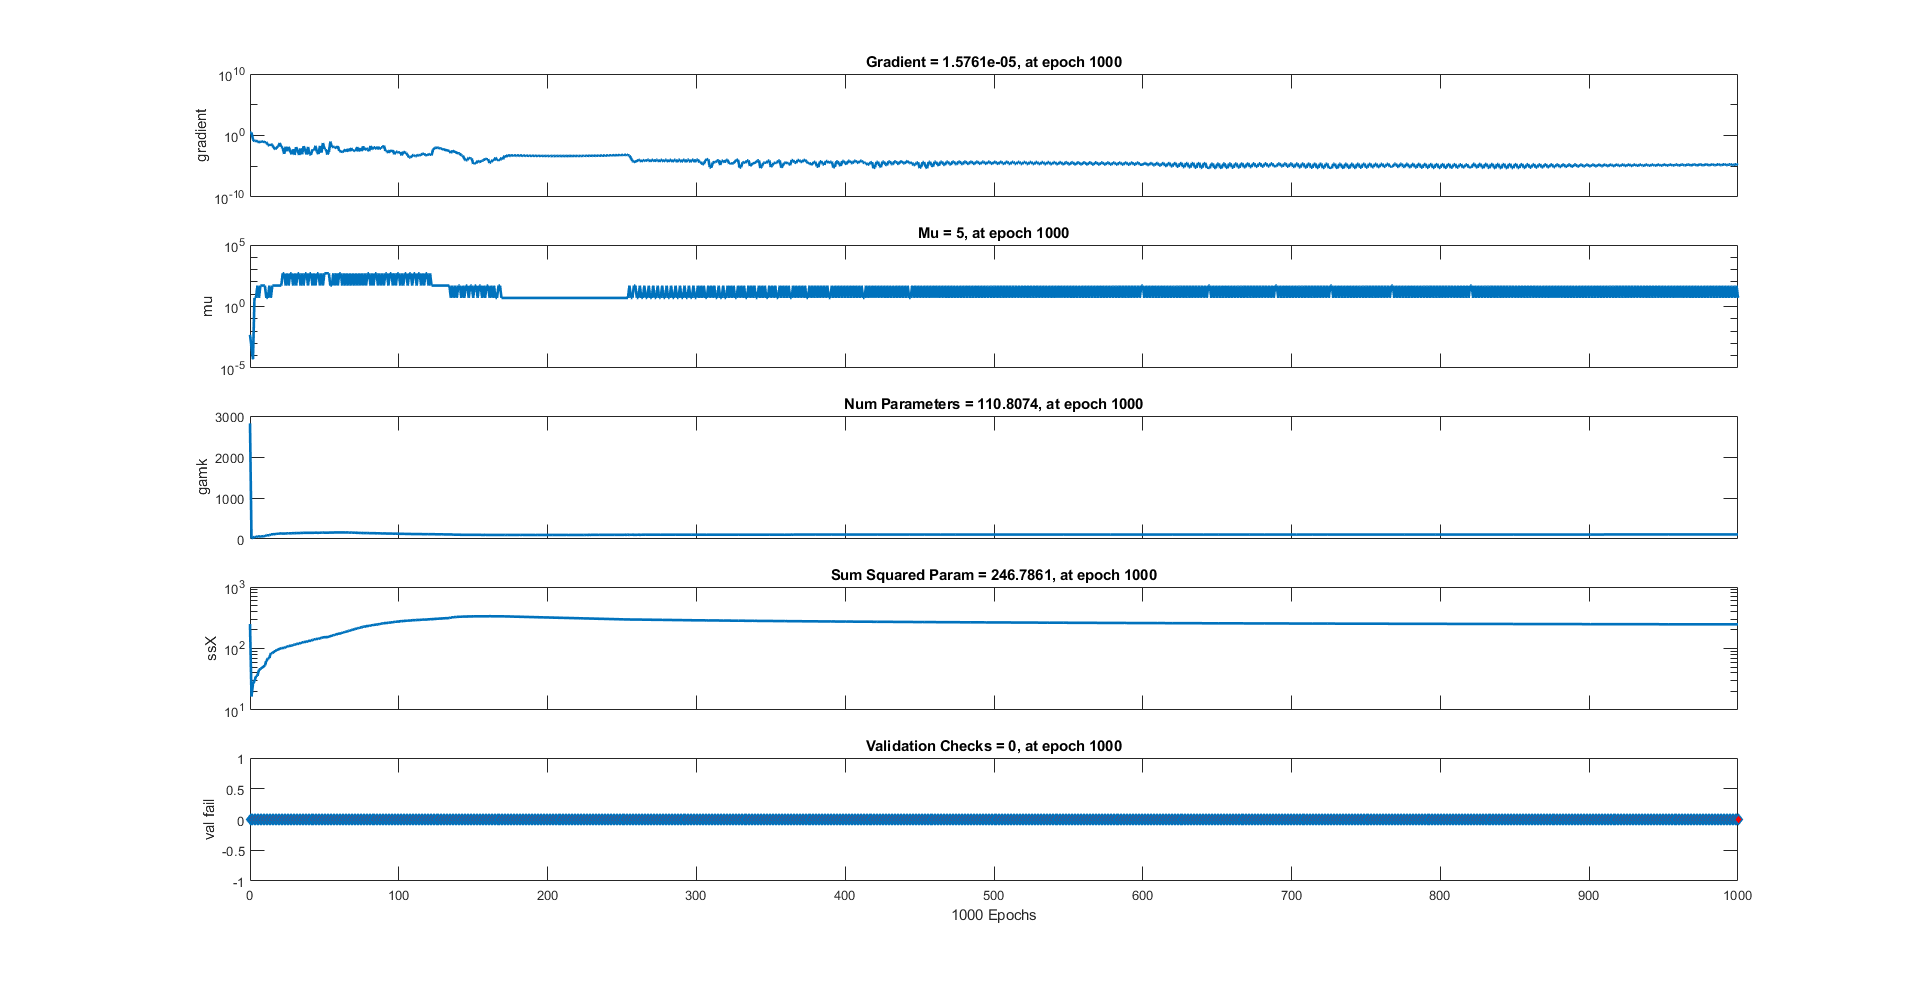 Gradient = 1.5761e-05, at epoch 1000
10^10
10^0
10^-10
gradient
Mu = 5, at epoch 1000
10^5
10^0
10^-5
mu
Num Parameters = 110.8074, at epoch 1000
3000
2000
1000
0
gamk
Sum Squared Param = 246.7861, at epoch 1000
10^3
10^2
10^1
ssX
Validation Checks = 0, at epoch 1000
1
0.5
0
-0.5
-1
val fail
0 100 200 300 400 500 600 700 800 900 1000
1000 Epochs